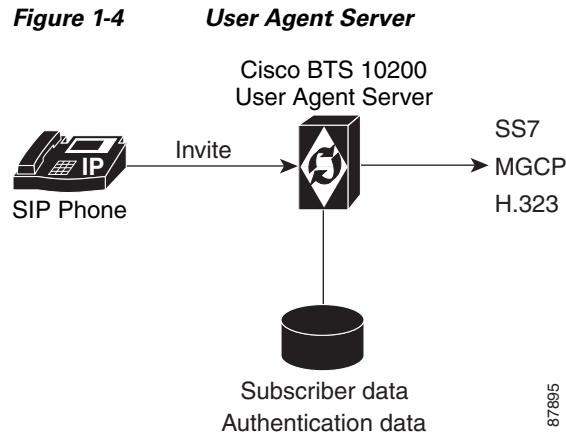 Figure 1-4 User Agent Server
Cisco BTS 10200
User Agent Server
Invite
IP
SIP Phone
SS7
MGCP
H.323
Subscriber data
Authentication data
87895